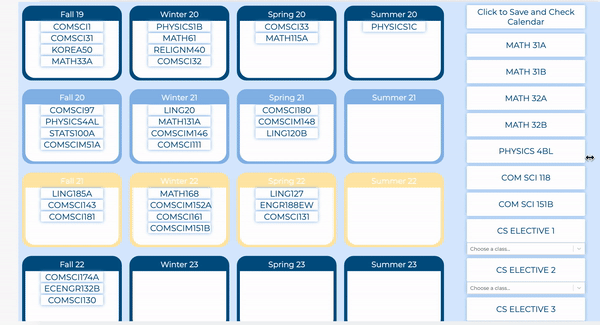 Fall 19
COMSCI1
COMSCI31
KOREA50
MATH33A
Winter 20
PHYSICS1B
MATH61
RELIGNM40
COMSCI32
Spring 20
COMSCI33
MATH115A
Summer 20
PHYSICS1C
Fall 20
COMSCI97
PHYSICS4AL
STATS100A
COMSCIM51A
Winter 21
LING20
MATH131A
COMSCIM146
COMSCI111
Spring 21
COMSCI180
COMSCIM148
LING120B
Summer 21
Fall 21
LING185A
COMSCI143
COMSCI181
Winter 22
MATH168
COMSCIM152A
COMSCI161
COMSCIM151B
Spring 22
LING127
ENGR188EW
COMSCI131
Summer 22
Fall 22
COMSCI174A
ECENGR132B
COMSCI130
Winter 23
Spring 23
Summer 23
Click to Save and Check
Calendar
MATH 31A
MATH 31B
MATH 32A
MATH 32B
PHYSICS 4BL
COM SCI 118
COM SCI 151B
CS ELECTIVE 1
Choose a class...
CS ELECTIVE 2
Choose a class...
CS ELECTIVE 3